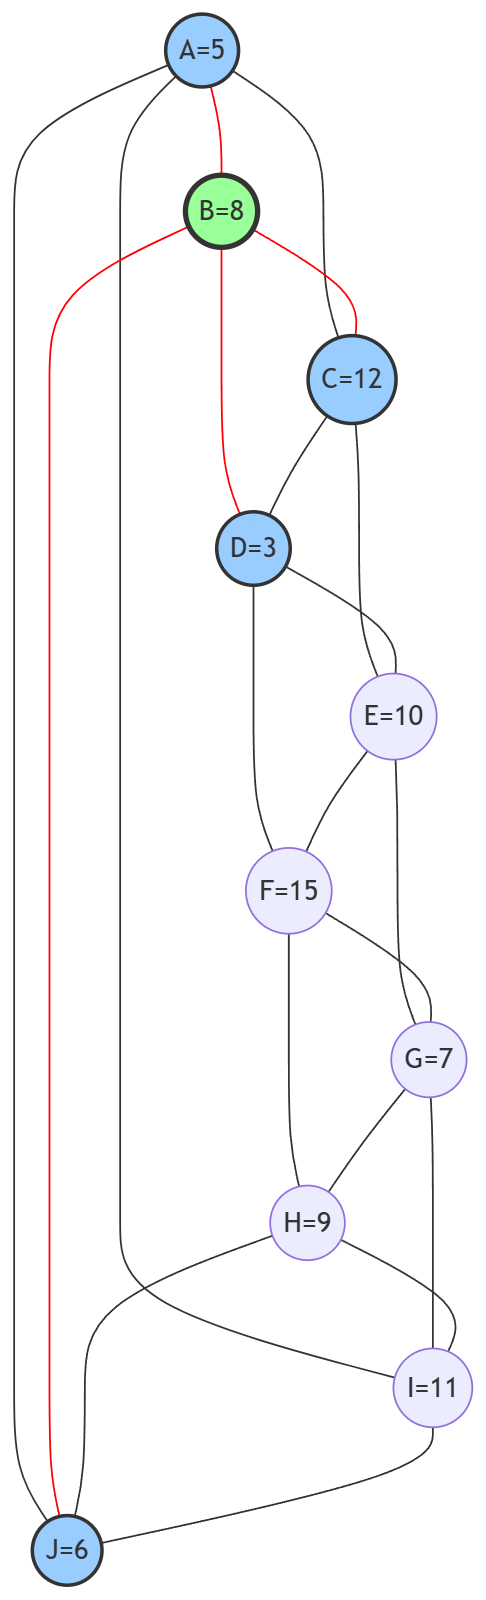 A=5
B=8
C=12
D=3
E=10
F=15
G=7
H=9
I=11
J=6